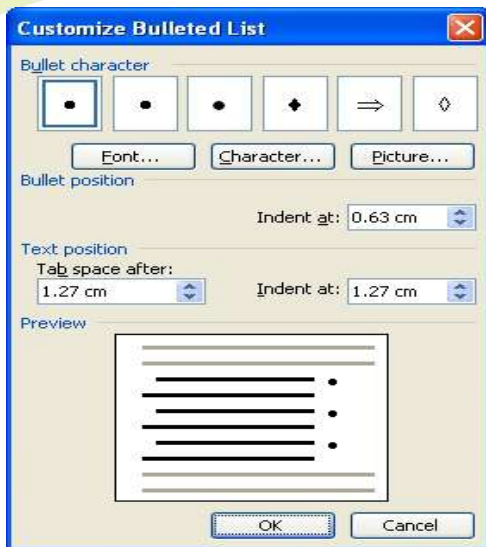 Customize Bulleted List
Bullet character
Font... Character... Picture...
Bullet position
Indent at: 0.63 cm
Text position
Tab space after:
1.27 cm Indent at: 1.27 cm
Preview
OK Cancel